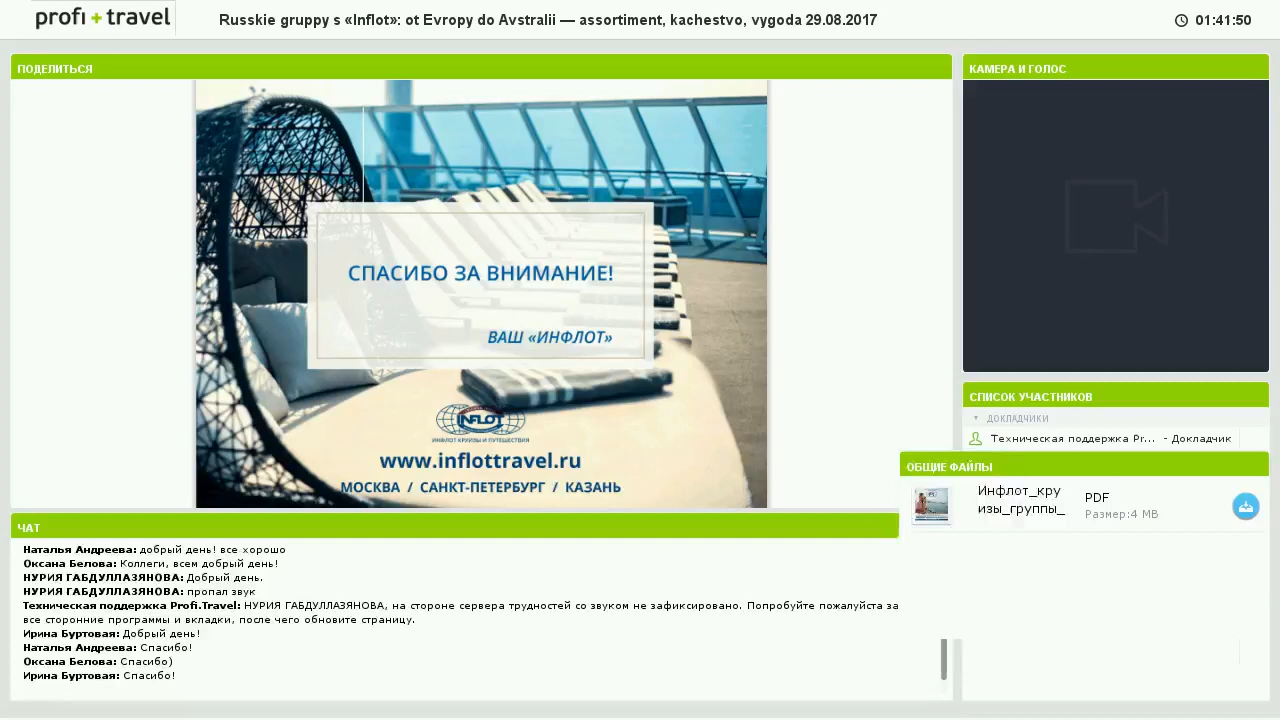 profi + travel
Russkie gruppy s «Inflot»: ot Evropy do Avstralii — assortiment, kachestvo, vygoda 29.08.2017
01:41:50
ПОДЕЛИТЬСЯ
СПАСИБО ЗА ВНИМАНИЕ!
ВАШ «ИНФЛОТ»
INFLOT
ИНФЛОТ КРУИЗЫ И ПУТЕШЕСТВИЯ
www.inflottravel.ru
МОСКВА / САНКТ-ПЕТЕРБУРГ / КАЗАНЬ
КАМЕРА И ГОЛОС
СПИСОК УЧАСТНИКОВ
ДОКЛАДЧИКИ
Техническая поддержка Pr... - Докладчик
ОБЩИЕ ФАЙЛЫ
Инфлот_кру
изы_группы_
PDF
Размер:4 MB
ЧАТ
Наталья Андреева: добрый день! все хорошо
Оксана Белова: Коллеги, всем добрый день!
НУРИЯ ГАБДУЛЛАЗЯНОВА: Добрый день.
НУРИЯ ГАБДУЛЛАЗЯНОВА: пропал звук
Техническая поддержка Profi.Travel: НУРИЯ ГАБДУЛЛАЗЯНОВА, на стороне сервера трудностей со звуком не зафиксировано. Попробуйте пожалуйста за
все сторонние программы и вкладки, после чего обновите страницу.
Ирина Буртовая: Добрый день!
Наталья Андреева: Спасибо!
Оксана Белова: Спасибо)
Ирина Буртовая: Спасибо!